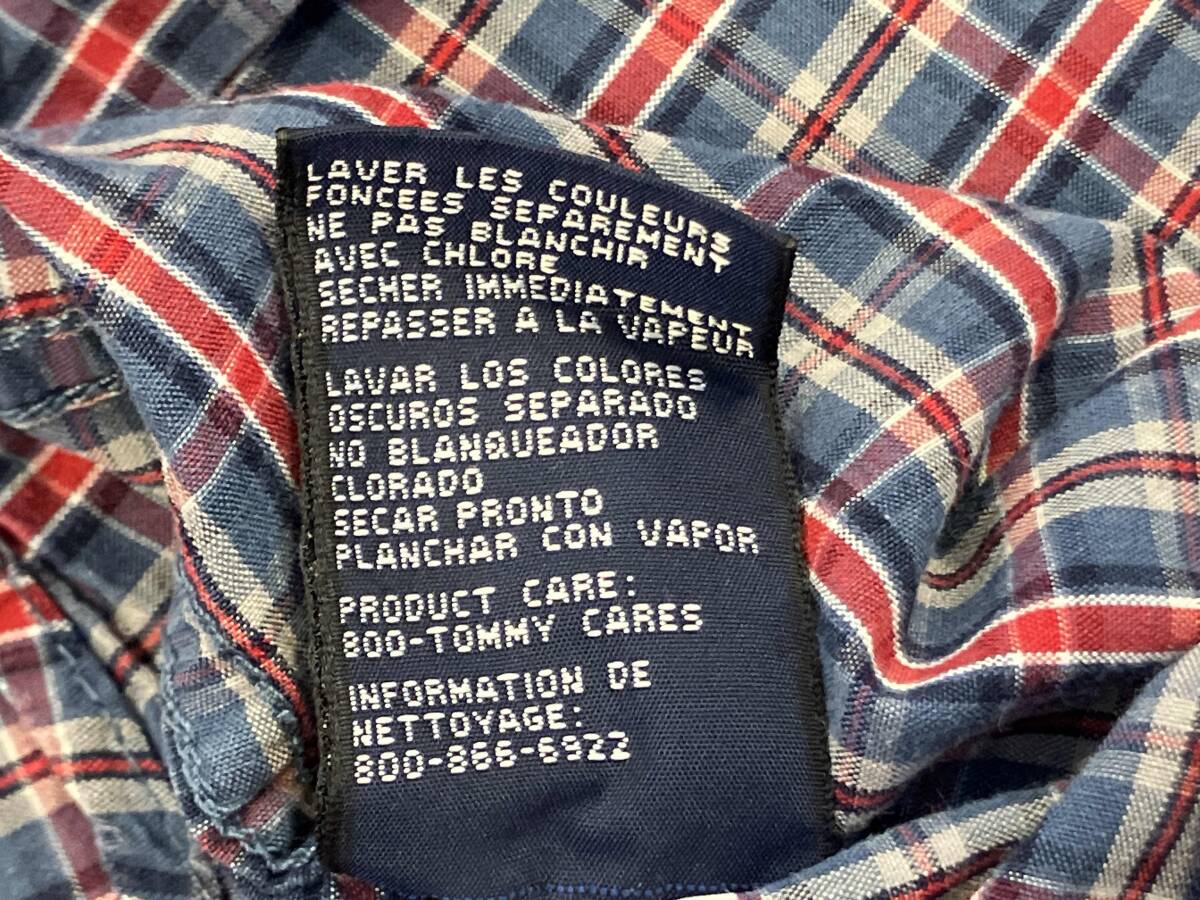 LAVER LES COULEURS
FONCEES SEPAREMENT
NE PAS BLANCHIR
AVEC CHLORE
SECHER IMMEDIATEMENT
REPASSER A LA VAPEUR
LAVAR LOS COLORES
OSCUROS SEPARADO
NO BLANQUEADOR
CLORADO
SECAR PRONTO
PLANCHAR CON VAPOR
PRODUCT CARE:
800-TOMMY CARES
INFORMATION DE
NETTOYAGE:
800-866-6922